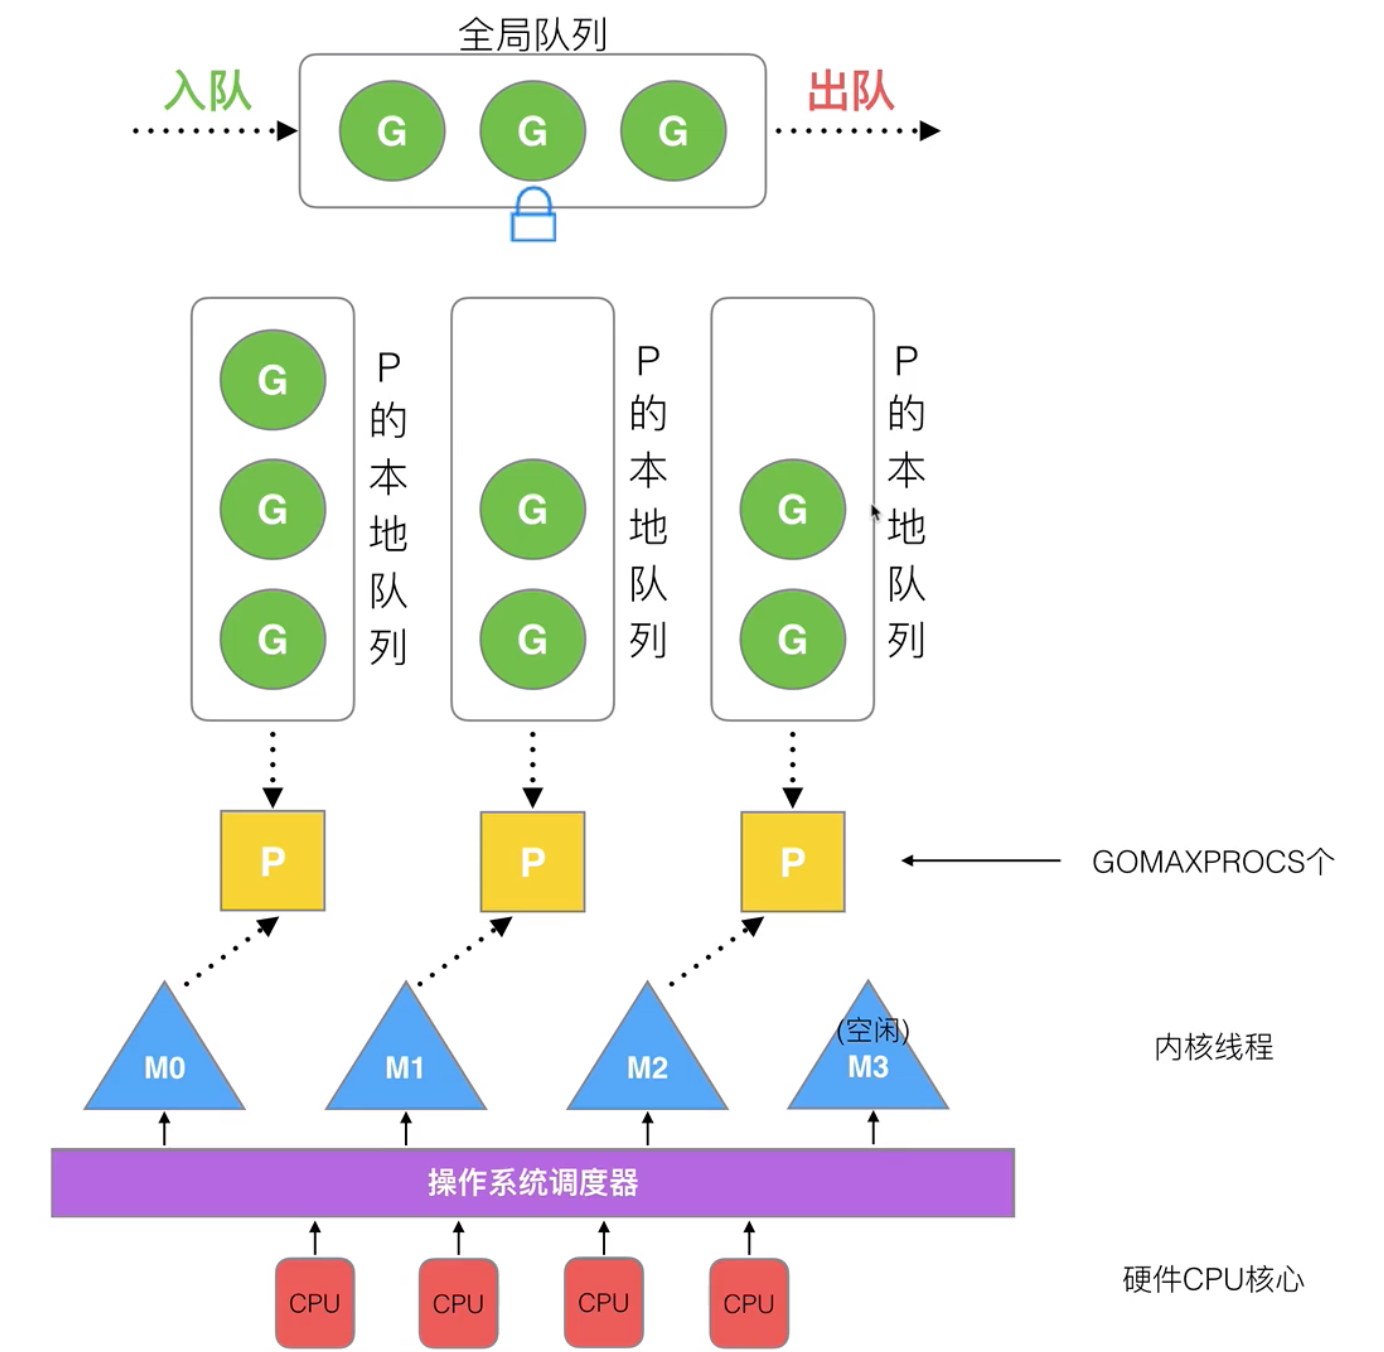 全局队列
入队
出队
G G G
P的本地队列
P的本地队列
P的本地队列
G
G G G
G G G
P P P
GOMAXPROCS个
(空闲)
M0 M1 M2 M3
内核线程
操作系统调度器
硬件CPU核心
CPU CPU CPU CPU